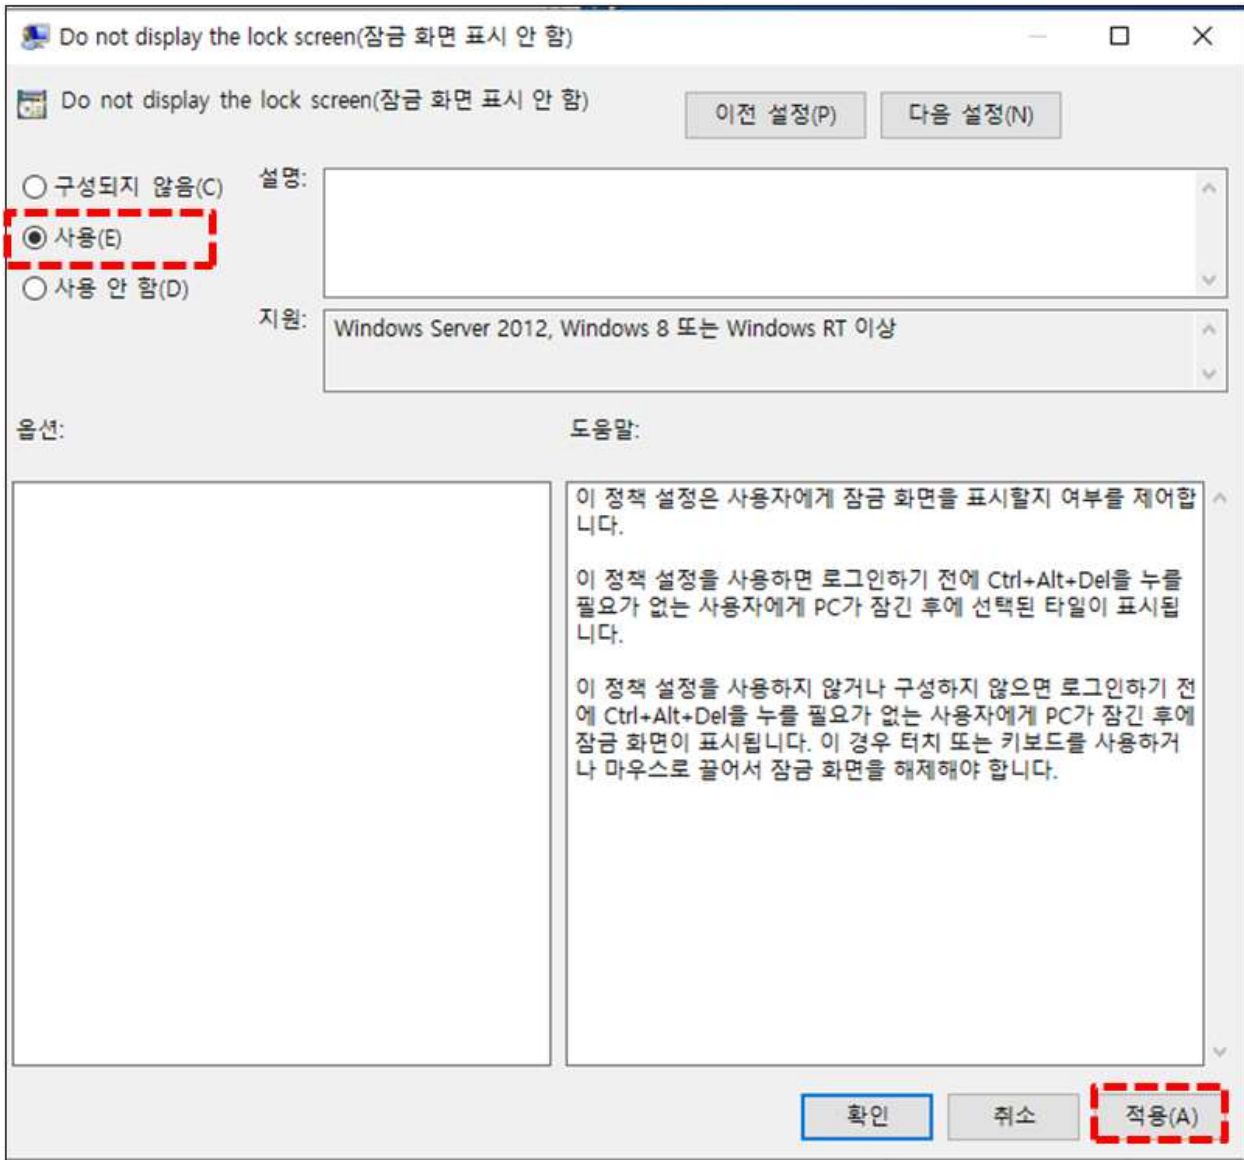 Do not display the lock screen(잠금 화면 표시 안 함)
Do not display the lock screen(잠금 화면 표시 안 함)
이전 설정(P)
다음 설정(N)
구성되지 않음(C)
사용(E)
사용 안 함(D)
설명:
지원:
Windows Server 2012, Windows 8 또는 Windows RT 이상
옵션:
도움말:
이 정책 설정은 사용자에게 잠금 화면을 표시할지 여부를 제어합
니다.
이 정책 설정을 사용하면 로그인하기 전에 Ctrl+Alt+Del을 누를
필요가 없는 사용자에게 PC가 잠긴 후에 선택된 타일이 표시됩
니다.
이 정책 설정을 사용하지 않거나 구성하지 않으면 로그인하기 전
에 Ctrl+Alt+Del을 누를 필요가 없는 사용자에게 PC가 잠긴 후에
잠금 화면이 표시됩니다. 이 경우 터치 또는 키보드를 사용하거
나 마우스로 끌어서 잠금 화면을 해제해야 합니다.
확인
취소
적용(A)